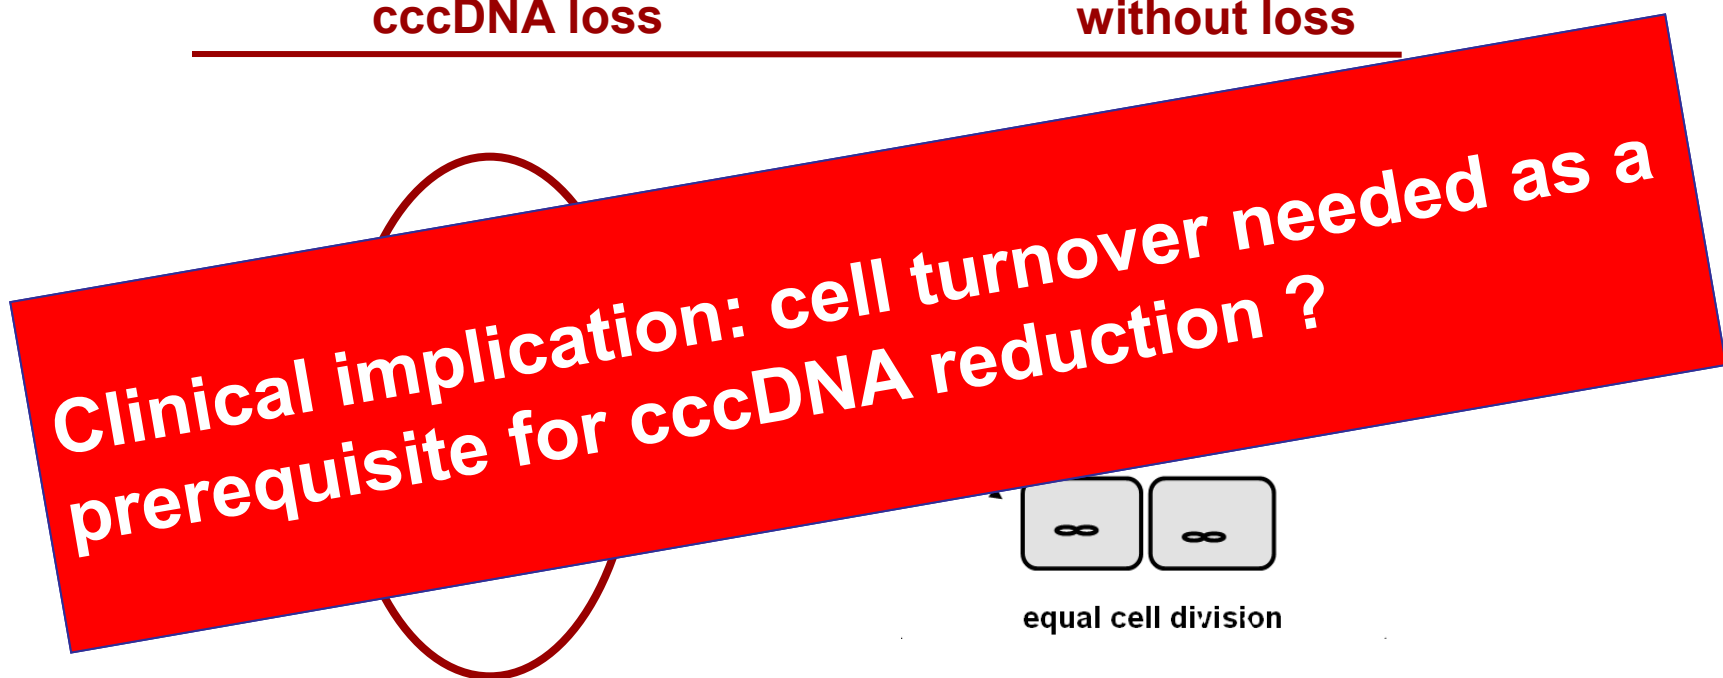 cccDNA loss
without loss
Clinical implication: cell turnover needed as a
prerequisite for cccDNA reduction ?
equal cell division